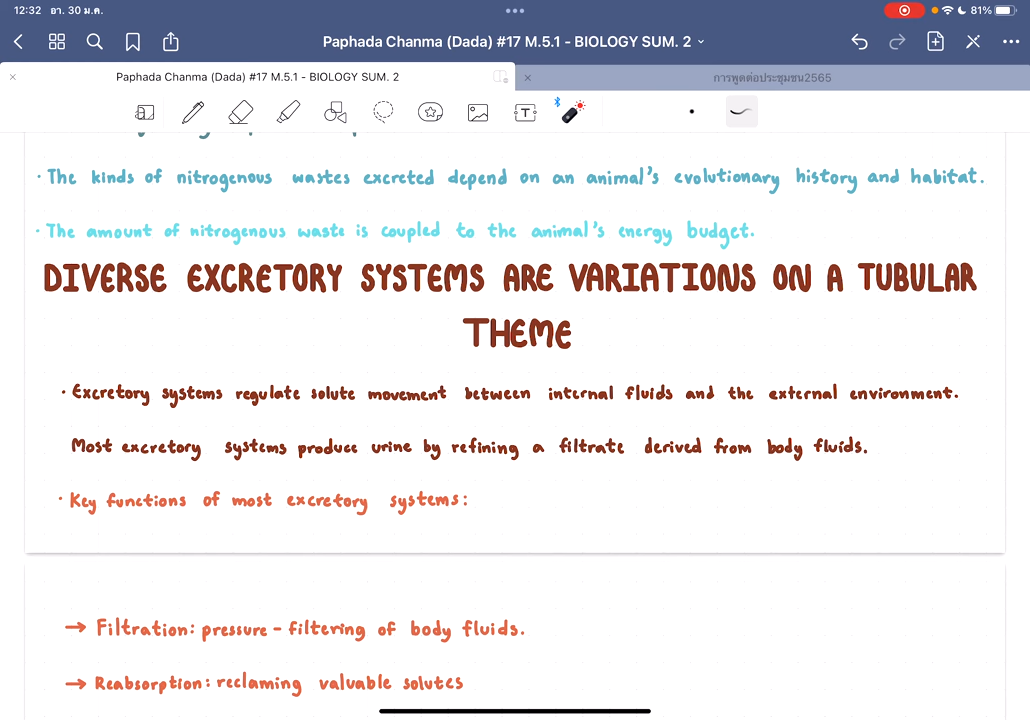 12:32 อา. 30 ม.ค.
81%
Paphada Chanma (Dada) #17 M.5.1 - BIOLOGY SUM. 2
Paphada Chanma (Dada) #17 M.5.1 - BIOLOGY SUM. 2
การพูดต่อประชุมชน2565
· The kinds of nitrogenous wastes excreted depend on an animal's evolutionary history and habitat.
· The amount of nitrogenous waste is coupled to the animal's energy budget.
DIVERSE EXCRETORY SYSTEMS ARE VARIATIONS ON A TUBULAR
THEME
· Excretory systems regulate solute movement between internal fluids and the external environment.
Most excretory systems produce urine by refining a filtrate derived from body fluids.
· Key functions of most excretory systems:
→ Filtration: pressure - filtering of body fluids.
→ Reabsorption: reclaming valuable solutes